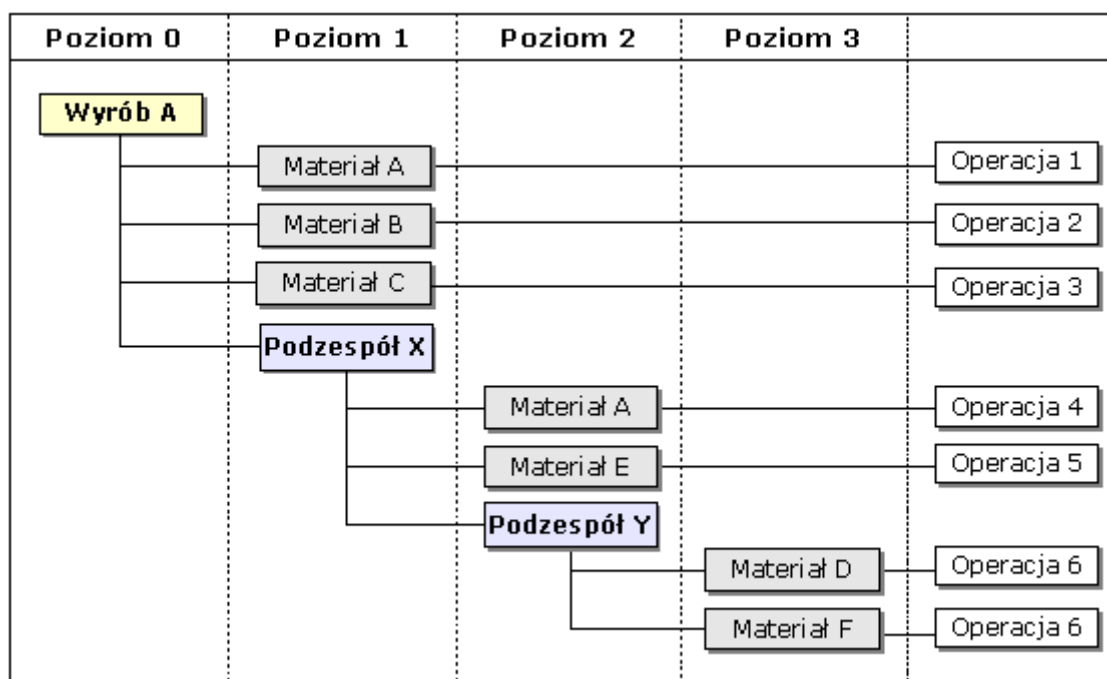 Poziom 0 Poziom 1 Poziom 2 Poziom 3
Wyrób A
Materiał A Operacja 1
Materiał B Operacja 2
Materiał C Operacja 3
Podzespół X
Materiał A Operacja 4
Materiał E Operacja 5
Podzespół Y
Materiał D Operacja 6
Materiał F Operacja 6